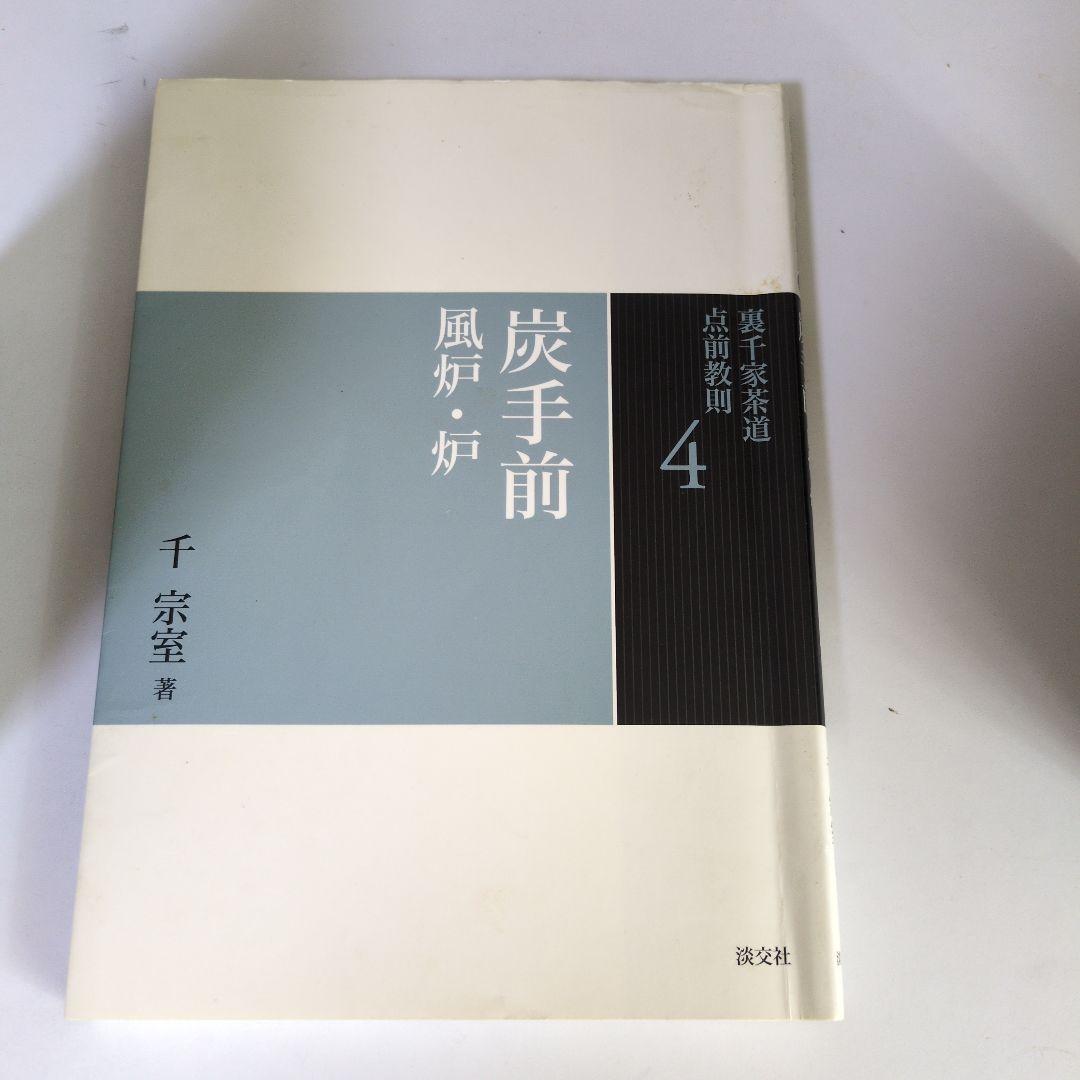 裏千家茶道
点前教則
4
炭手前
風炉・炉
千 宗室 著
淡交社